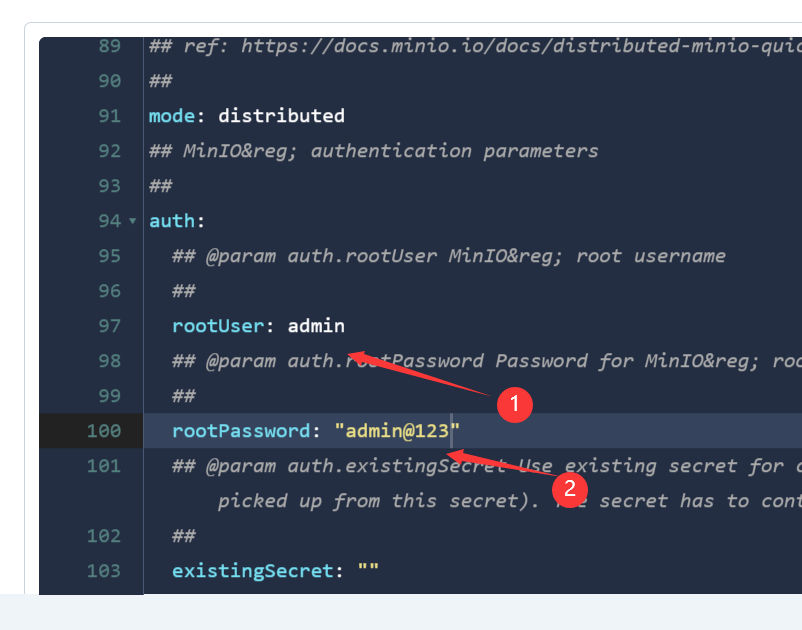 89 ## ref: https://docs.minio.io/docs/distributed-minio-quic
90 ##
91 mode: distributed
92 ## MinIO&reg; authentication parameters
93 ##
94 auth:
95 ## @param auth.rootUser MinIO&reg; root username
96 ##
97 rootUser: admin
98 ## @param auth.rootPassword Password for MinIO&reg; roo
99 ##
1
100 rootPassword: "admin@123"
101 ## @param auth.existingSecret Use existing secret for
2
picked up from this secret). The secret has to cont
102 ##
103 existingSecret: ""